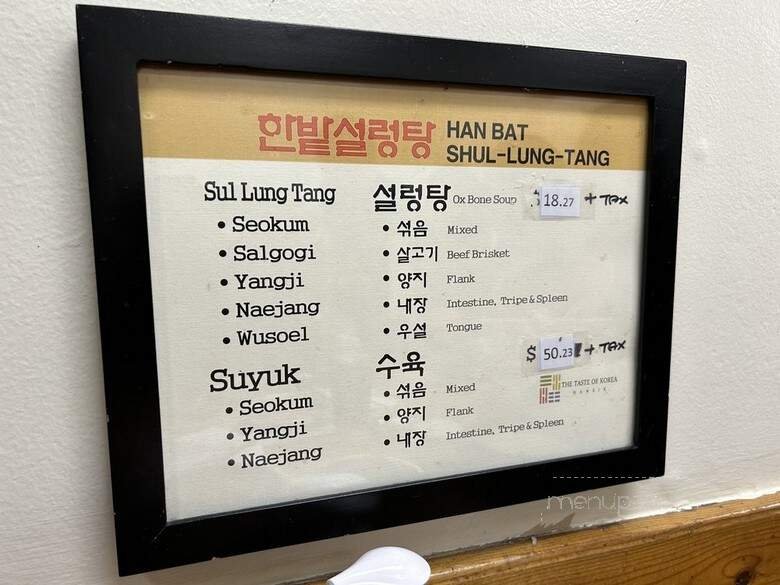 한밭설렁탕 HAN BAT
SHUL-LUNG-TANG
Sul Lung Tang 설렁탕 Ox Bone Soup $18.27 + TAX
• Seokum • 섞음 Mixed
• Salgogi • 살고기 Beef Brisket
• Yangji • 양지 Flank
• Naejang • 내장 Intestine, Tripe & Spleen
• Wusoel • 우설 Tongue
Suyuk 수육 $50.23 + TAX
• Seokum • 섞음 Mixed
• Yangji • 양지 Flank
• Naejang • 내장 Intestine, Tripe & Spleen
THE TASTE OF KOREA
HANSIK
menup